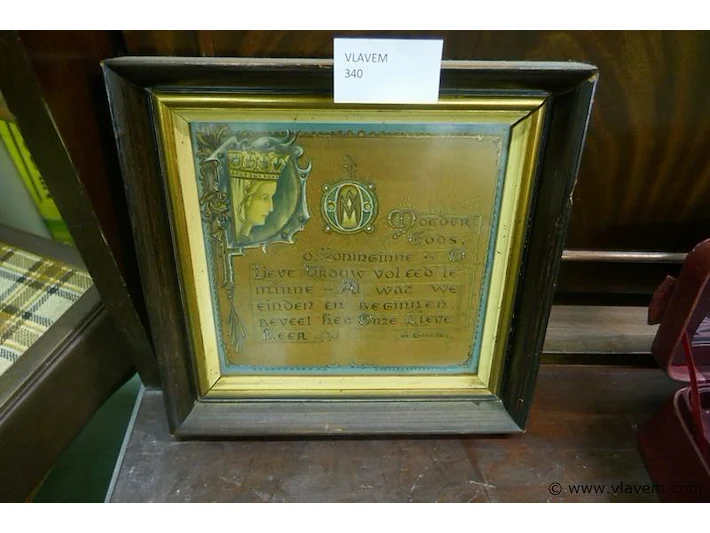 VLAVEM
340
O Moeder
Gods,
O Koninginne - O
Lieve Vrouw vol eed'le
minne - Al wat we
einden en beginnen
beveel het Onze Lieve
Heer
© www.vlavem.com